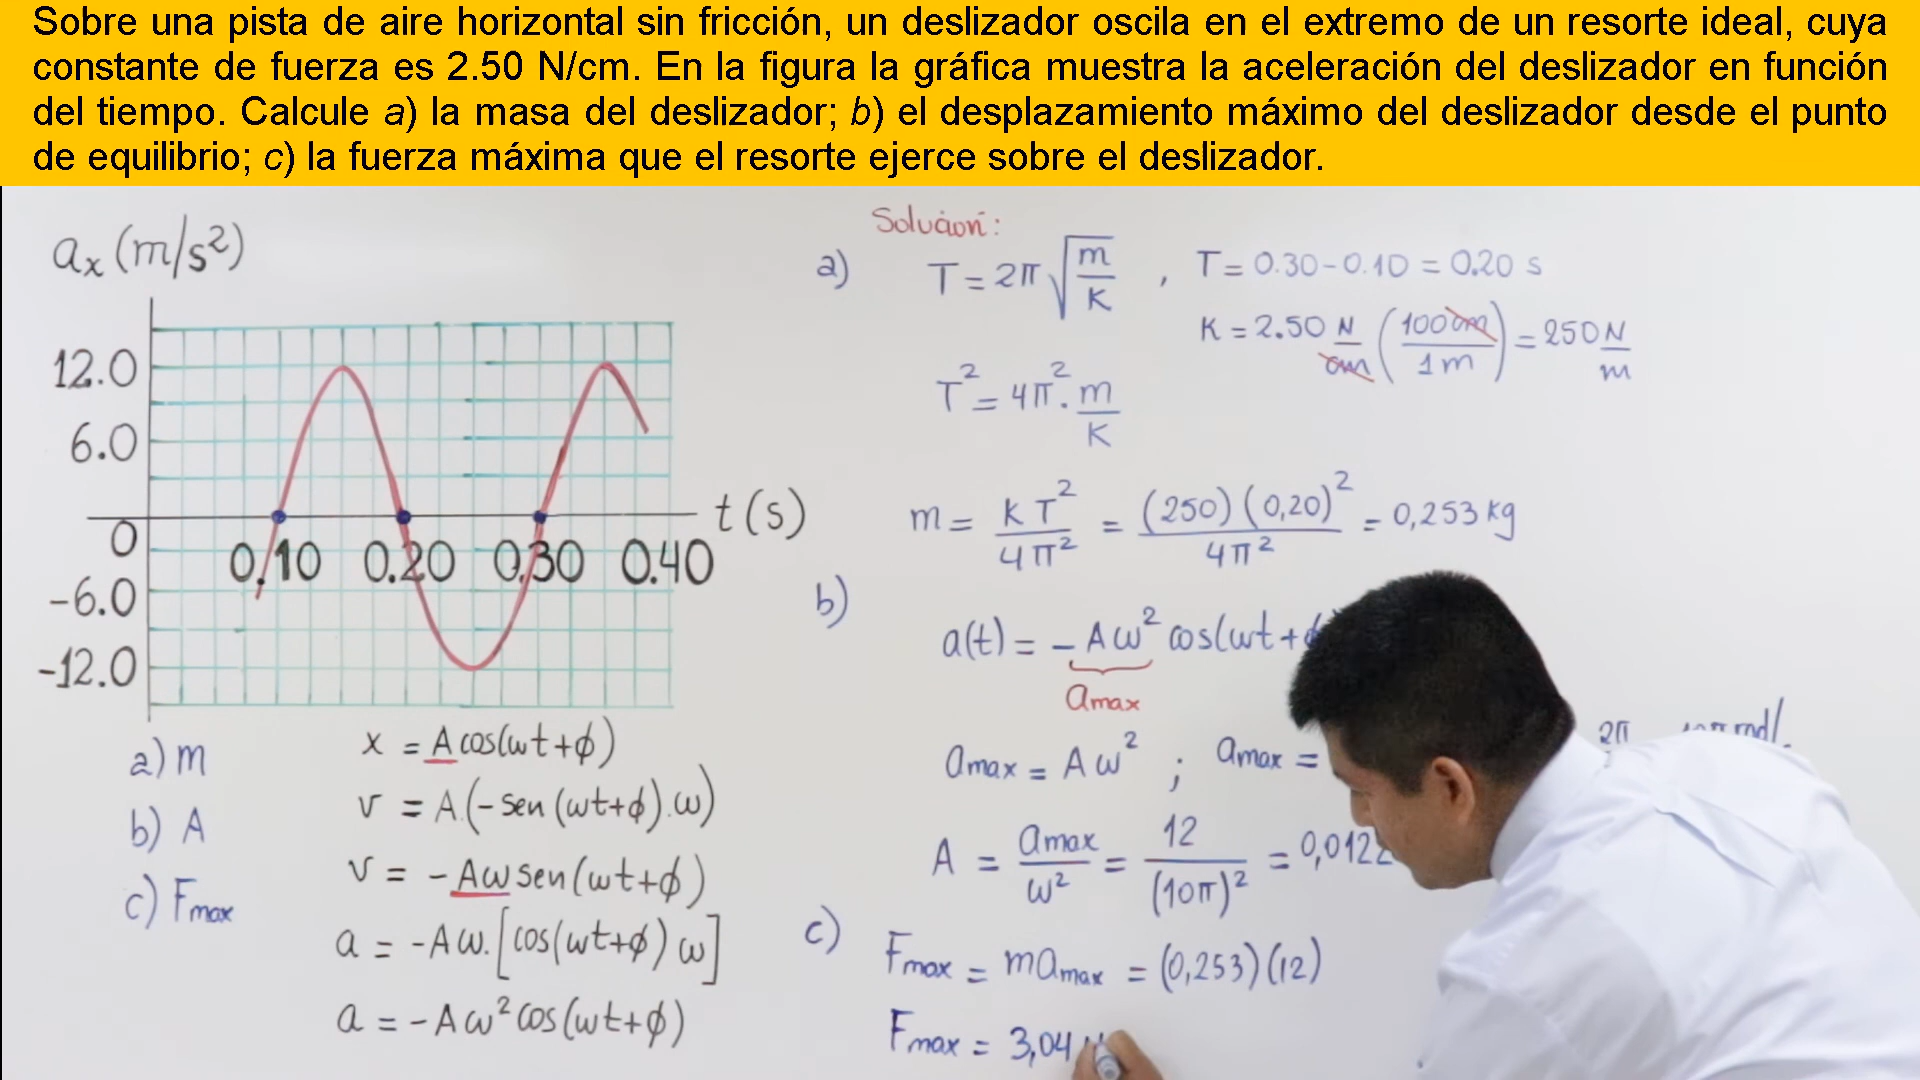 Sobre una pista de aire horizontal sin fricción, un deslizador oscila en el extremo de un resorte ideal, cuya
constante de fuerza es 2.50 N/cm. En la figura la gráfica muestra la aceleración del deslizador en función
del tiempo. Calcule a) la masa del deslizador; b) el desplazamiento máximo del deslizador desde el punto
de equilibrio; c) la fuerza máxima que el resorte ejerce sobre el deslizador.
aₓ (m/s²)
12.0
6.0
0
-6.0
-12.0
0.10 0.20 0.30 0.40
t (s)
a) m
b) A
c) Fmax
x = A cos(ωt+ϕ)
v = A.(-sen (ωt+ϕ).ω)
v = -Aω sen(ωt+ϕ)
a = -Aω.[cos(ωt+ϕ) ω]
a = -Aω² cos(ωt+ϕ)
Solución:
a) T = 2π √(m/K) , T = 0.30-0.10 = 0.20 s
K = 2.50 N/cm (100cm/1m) = 250 N/m
T² = 4π². m/K
m = KT²/4π² = (250)(0,20)²/4π² = 0,253 kg
b)
a(t) = -Aω² cos(ωt+
amax
amax = Aω² ; amax = 2π
A = amax/ω² = 12/(10π)² = 0,0122
c)
Fmax = mamax = (0,253)(12)
Fmax = 3,04